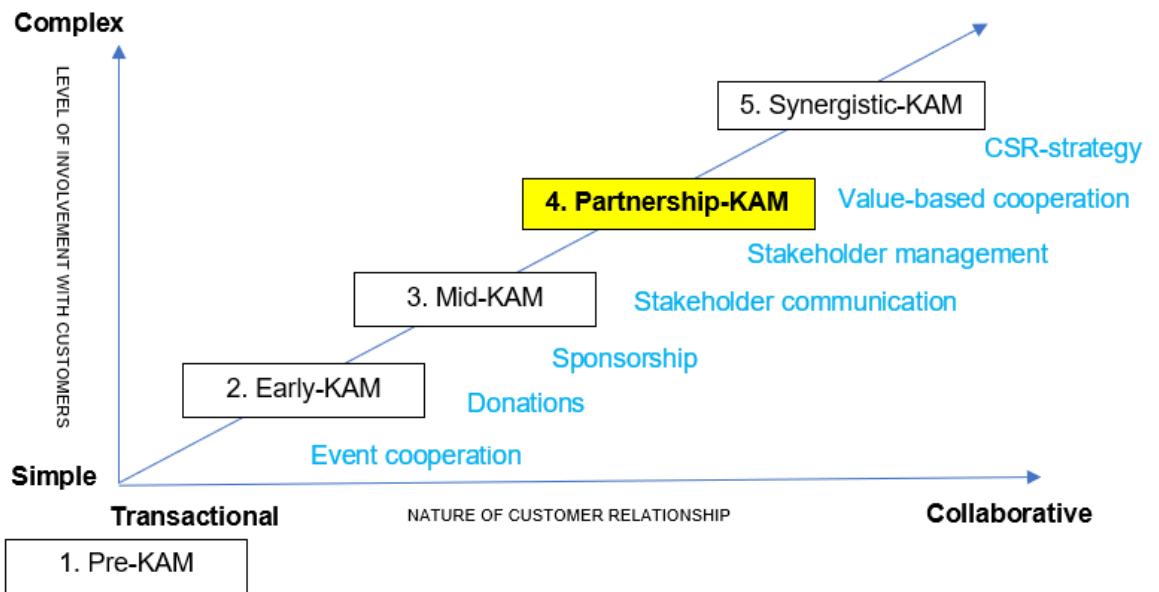 Complex
LEVEL OF INVOLVEMENT WITH CUSTOMERS
5. Synergistic-KAM
CSR-strategy
4. Partnership-KAM
Value-based cooperation
Stakeholder management
3. Mid-KAM
Stakeholder communication
Sponsorship
2. Early-KAM
Donations
Event cooperation
Simple
Transactional
NATURE OF CUSTOMER RELATIONSHIP
Collaborative
1. Pre-KAM